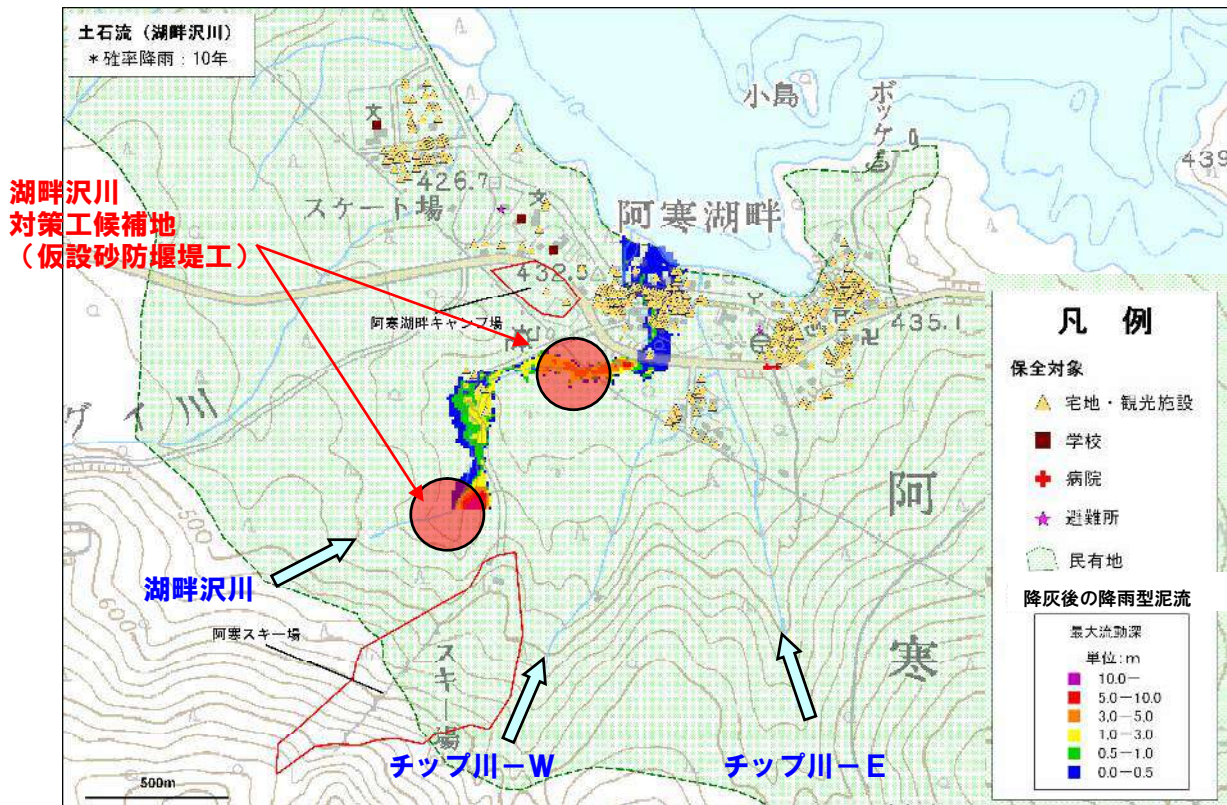 土石流（湖畔沢川）
＊確率降雨：10年
湖畔沢川
対策工候補地
（仮設砂防堰堤工）
小島
ボッケ
439
426.7
スケート場
文
文
阿寒湖畔
432.
阿寒湖畔キャンプ場
435.1
グイ川
500
600
湖畔沢川
阿寒スキー場
スキー場
チップ川－W
チップ川－E
阿
寒
500m
凡 例
保全対象
宅地・観光施設
学校
病院
避難所
民有地
降灰後の降雨型泥流
最大流動深
単位：m
10.0－
5.0－10.0
3.0－5.0
1.0－3.0
0.5－1.0
0.0－0.5